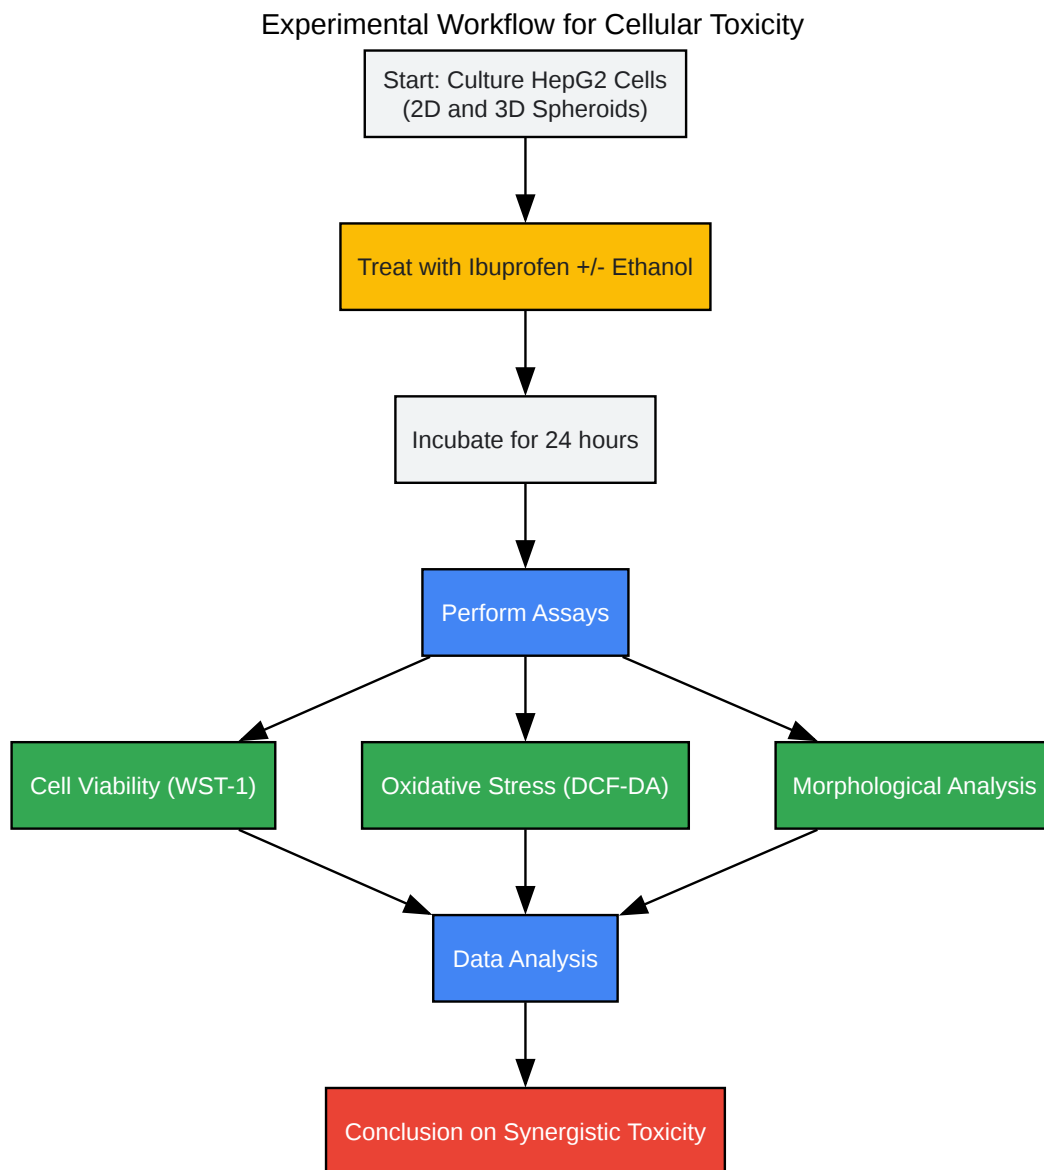 Experimental Workflow for Cellular Toxicity
Start: Culture HepG2 Cells
(2D and 3D Spheroids)
Treat with Ibuprofen +/- Ethanol
Incubate for 24 hours
Perform Assays
Cell Viability (WST-1)
Oxidative Stress (DCF-DA)
Morphological Analysis
Data Analysis
Conclusion on Synergistic Toxicity